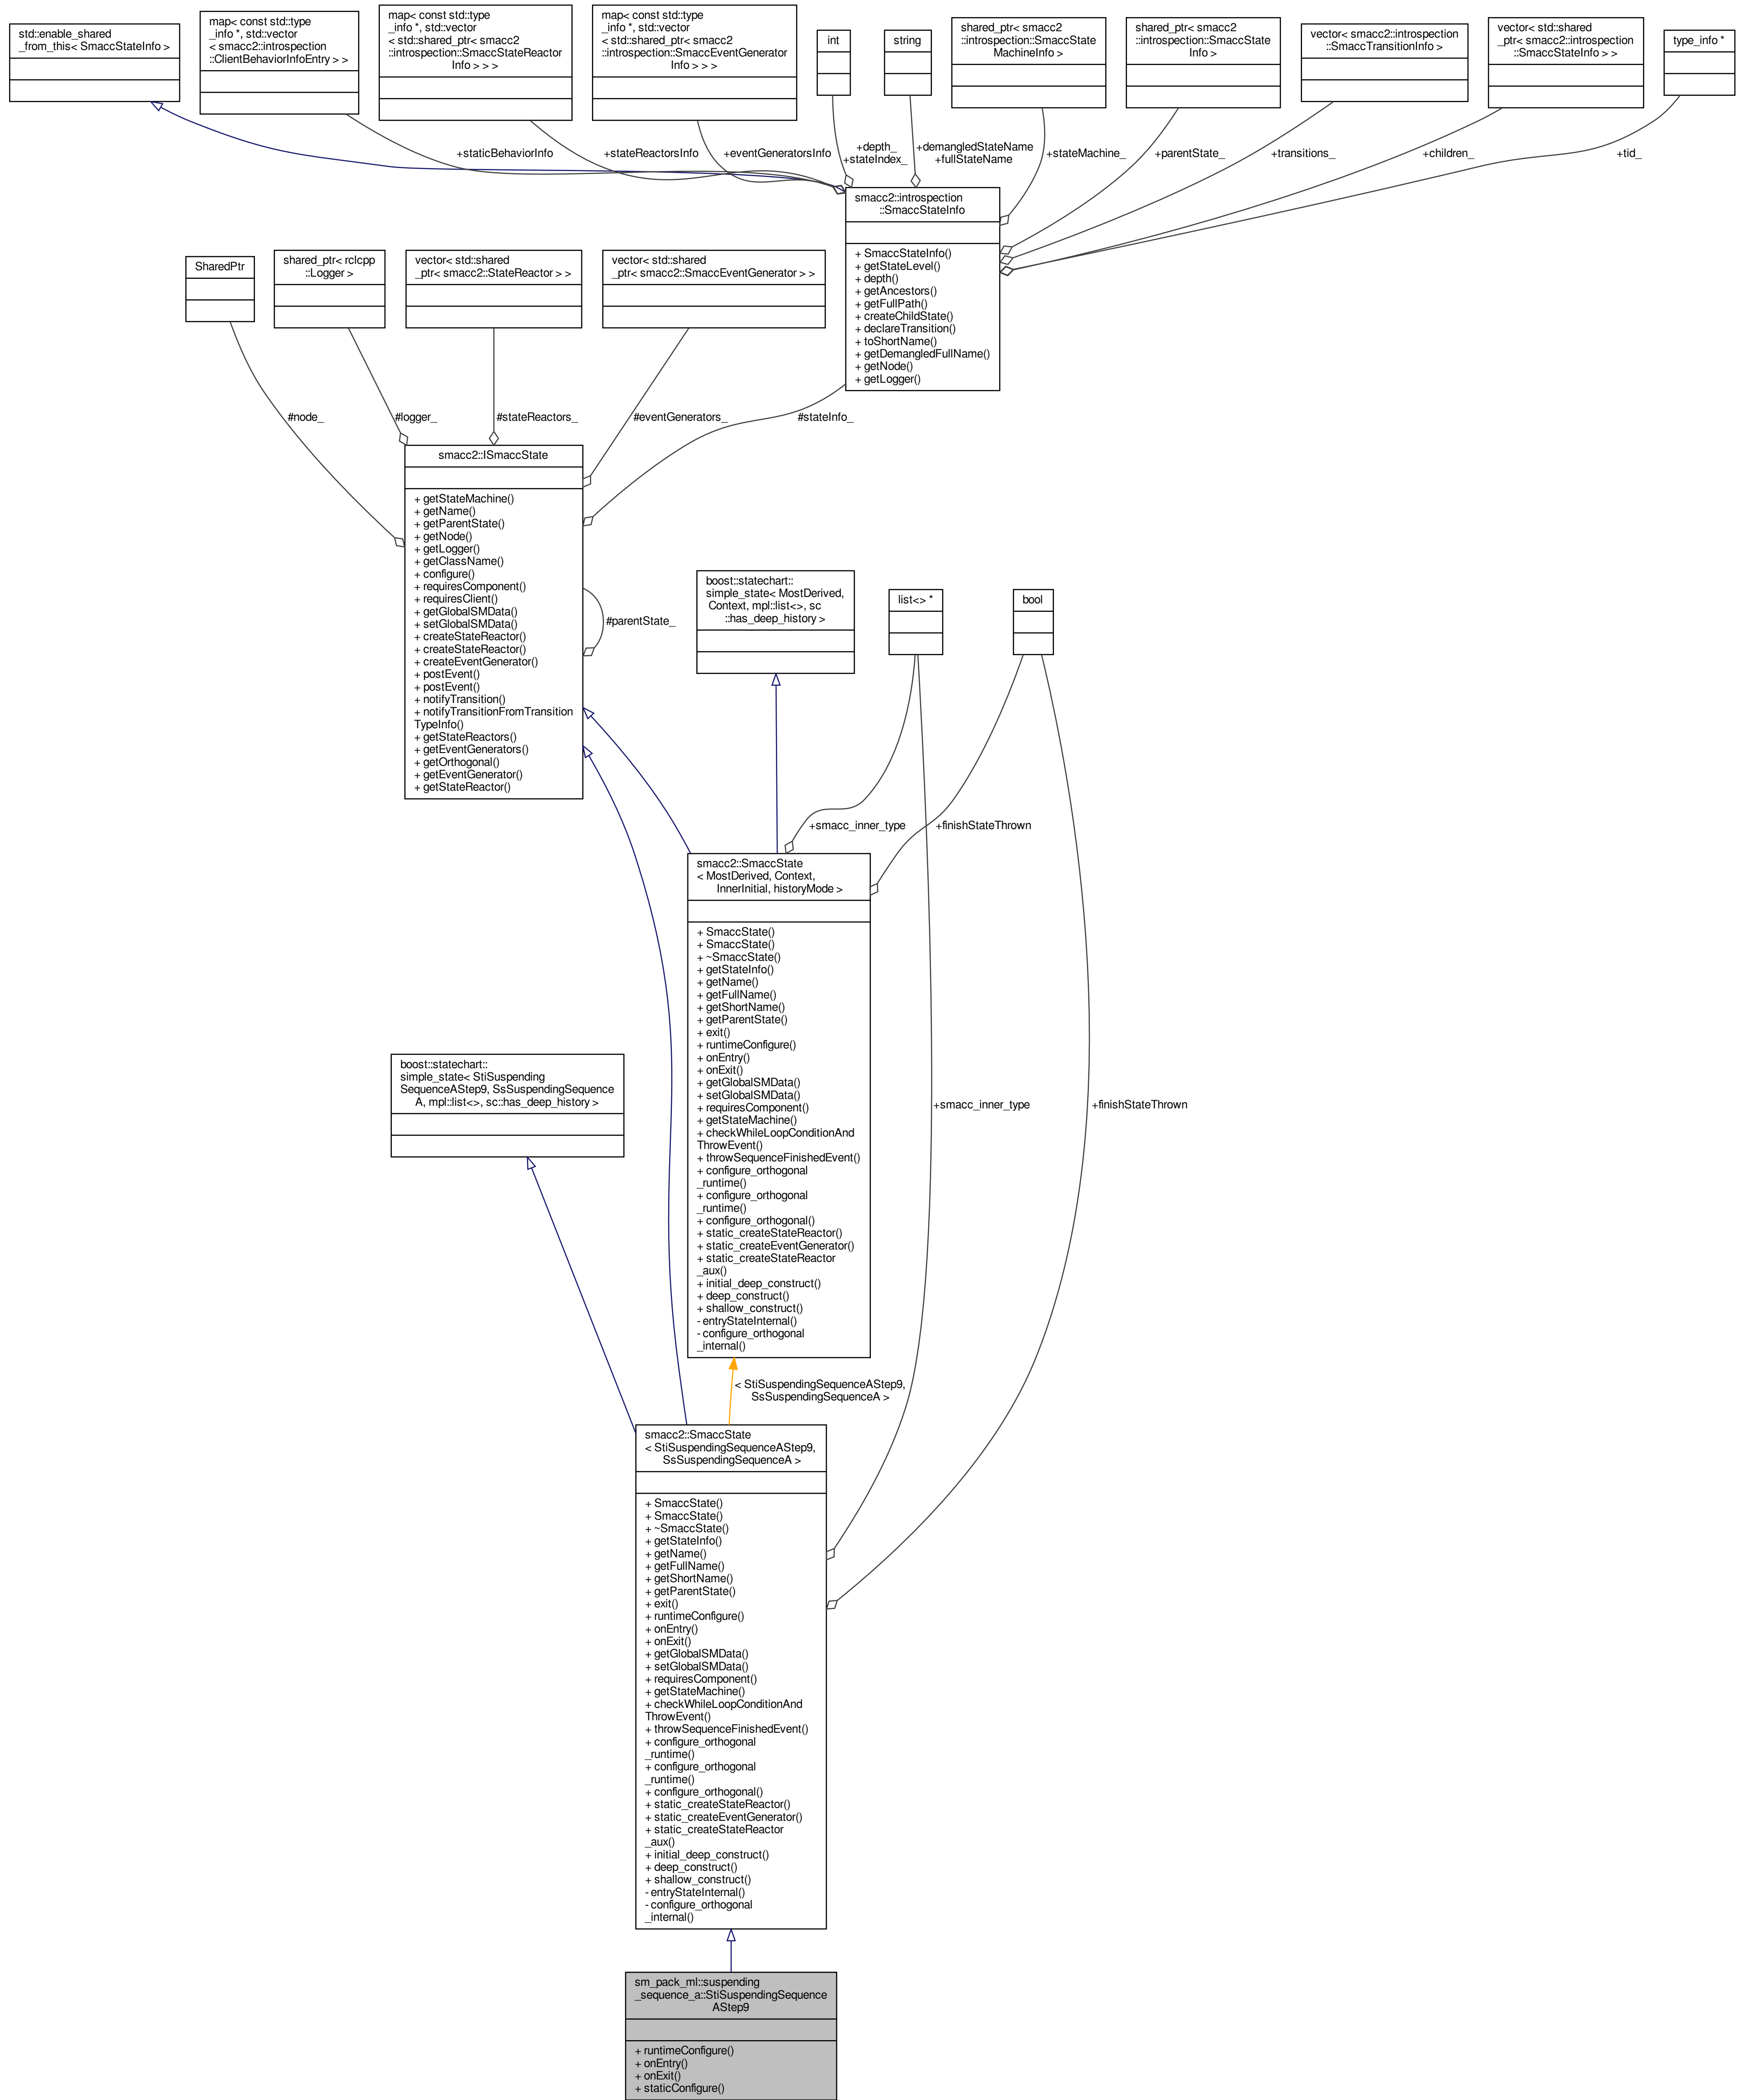 std::enable_shared
_from_this< SmaccStateInfo >
map< const std::type
_info *, std::vector
< smacc2::introspection
::ClientBehaviorInfoEntry > >
map< const std::type
_info *, std::vector
< std::shared_ptr< smacc2
::introspection::SmaccStateReactor
Info > > >
map< const std::type
_info *, std::vector
< std::shared_ptr< smacc2
::introspection::SmaccEventGenerator
Info > > >
int
string
shared_ptr< smacc2
::introspection::SmaccState
MachineInfo >
shared_ptr< smacc2
::introspection::SmaccState
Info >
vector< smacc2::introspection
::SmaccTransitionInfo >
vector< std::shared
_ptr< smacc2::introspection
::SmaccStateInfo > >
type_info *
+staticBehaviorInfo
+stateReactorsInfo
+eventGeneratorsInfo
+depth_
+stateIndex_
+demangledStateName
+fullStateName
+stateMachine_
+parentState_
+transitions_
+children_
+tid_
smacc2::introspection
::SmaccStateInfo
+ SmaccStateInfo()
+ getStateLevel()
+ depth()
+ getAncestors()
+ getFullPath()
+ createChildState()
+ declareTransition()
+ toShortName()
+ getDemangledFullName()
+ getNode()
+ getLogger()
SharedPtr
shared_ptr< rclcpp
::Logger >
vector< std::shared
_ptr< smacc2::StateReactor > >
vector< std::shared
_ptr< smacc2::SmaccEventGenerator > >
#node_
#logger_
#stateReactors_
#eventGenerators_
#stateInfo_
smacc2::ISmaccState
+ getStateMachine()
+ getName()
+ getParentState()
+ getNode()
+ getLogger()
+ getClassName()
+ configure()
+ requiresComponent()
+ requiresClient()
+ getGlobalSMData()
+ setGlobalSMData()
+ createStateReactor()
+ createStateReactor()
+ createEventGenerator()
+ postEvent()
+ postEvent()
+ notifyTransition()
+ notifyTransitionFromTransition
TypeInfo()
+ getStateReactors()
+ getEventGenerators()
+ getOrthogonal()
+ getEventGenerator()
+ getStateReactor()
#parentState_
boost::statechart::
simple_state< MostDerived,
Context, mpl::list<>, sc
::has_deep_history >
list<> *
bool
+smacc_inner_type
+finishStateThrown
smacc2::SmaccState
< MostDerived, Context,
InnerInitial, historyMode >
+ SmaccState()
+ SmaccState()
+ ~SmaccState()
+ getStateInfo()
+ getName()
+ getFullName()
+ getShortName()
+ getParentState()
+ exit()
+ runtimeConfigure()
+ onEntry()
+ onExit()
+ getGlobalSMData()
+ setGlobalSMData()
+ requiresComponent()
+ getStateMachine()
+ checkWhileLoopConditionAnd
ThrowEvent()
+ throwSequenceFinishedEvent()
+ configure_orthogonal
_runtime()
+ configure_orthogonal
_runtime()
+ configure_orthogonal()
+ static_createStateReactor()
+ static_createEventGenerator()
+ static_createStateReactor
_aux()
+ initial_deep_construct()
+ deep_construct()
+ shallow_construct()
- entryStateInternal()
- configure_orthogonal
_internal()
boost::statechart::
simple_state< StiSuspending
SequenceAStep9, SsSuspendingSequence
A, mpl::list<>, sc::has_deep_history >
+smacc_inner_type
+finishStateThrown
< StiSuspendingSequenceAStep9,
SsSuspendingSequenceA >
smacc2::SmaccState
< StiSuspendingSequenceAStep9,
SsSuspendingSequenceA >
+ SmaccState()
+ SmaccState()
+ ~SmaccState()
+ getStateInfo()
+ getName()
+ getFullName()
+ getShortName()
+ getParentState()
+ exit()
+ runtimeConfigure()
+ onEntry()
+ onExit()
+ getGlobalSMData()
+ setGlobalSMData()
+ requiresComponent()
+ getStateMachine()
+ checkWhileLoopConditionAnd
ThrowEvent()
+ throwSequenceFinishedEvent()
+ configure_orthogonal
_runtime()
+ configure_orthogonal
_runtime()
+ configure_orthogonal()
+ static_createStateReactor()
+ static_createEventGenerator()
+ static_createStateReactor
_aux()
+ initial_deep_construct()
+ deep_construct()
+ shallow_construct()
- entryStateInternal()
- configure_orthogonal
_internal()
sm_pack_ml::suspending
_sequence_a::StiSuspendingSequence
AStep9
+ runtimeConfigure()
+ onEntry()
+ onExit()
+ staticConfigure()